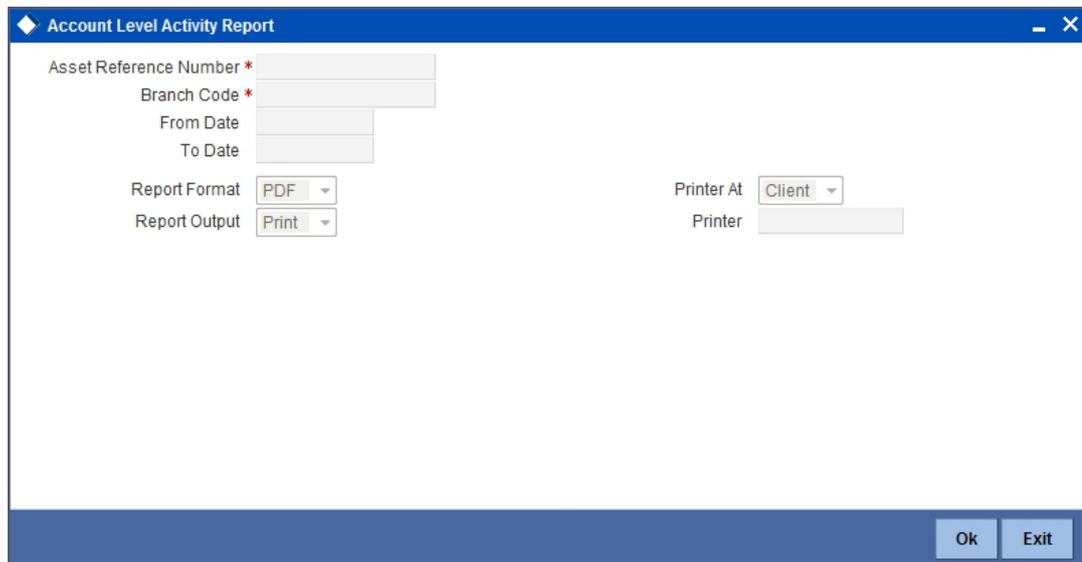 Account Level Activity Report
Asset Reference Number *
Branch Code *
From Date
To Date
Report Format PDF Printer At Client
Report Output Print Printer
Ok Exit